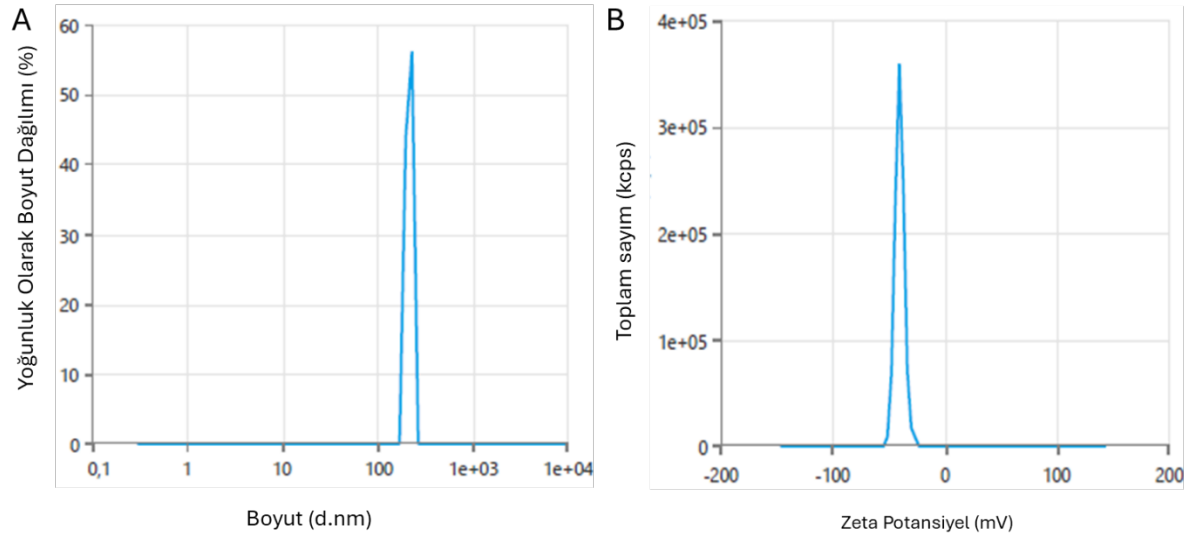 A
Yoğunluk Olarak Boyut Dağılımı (%)
60
50
40
30
20
10
0
0,1 1 10 100 1e+03 1e+04
Boyut (d.nm)
B
Toplam sayım (kcps)
4e+05
3e+05
2e+05
1e+05
0
-200 -100 0 100 200
Zeta Potansiyel (mV)